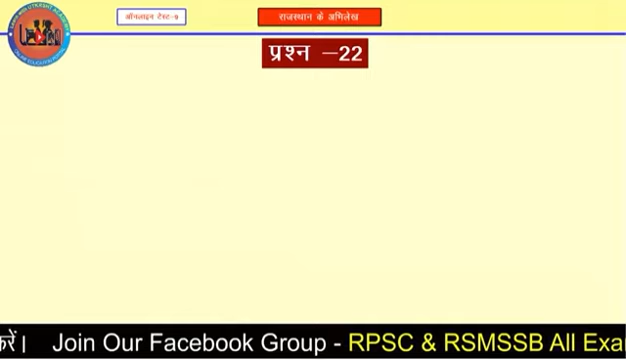 ऑनलाइन टेस्ट-9
राजस्थान के अभिलेख
प्रश्न –22
करें। Join Our Facebook Group - RPSC & RSMSSB All Exa